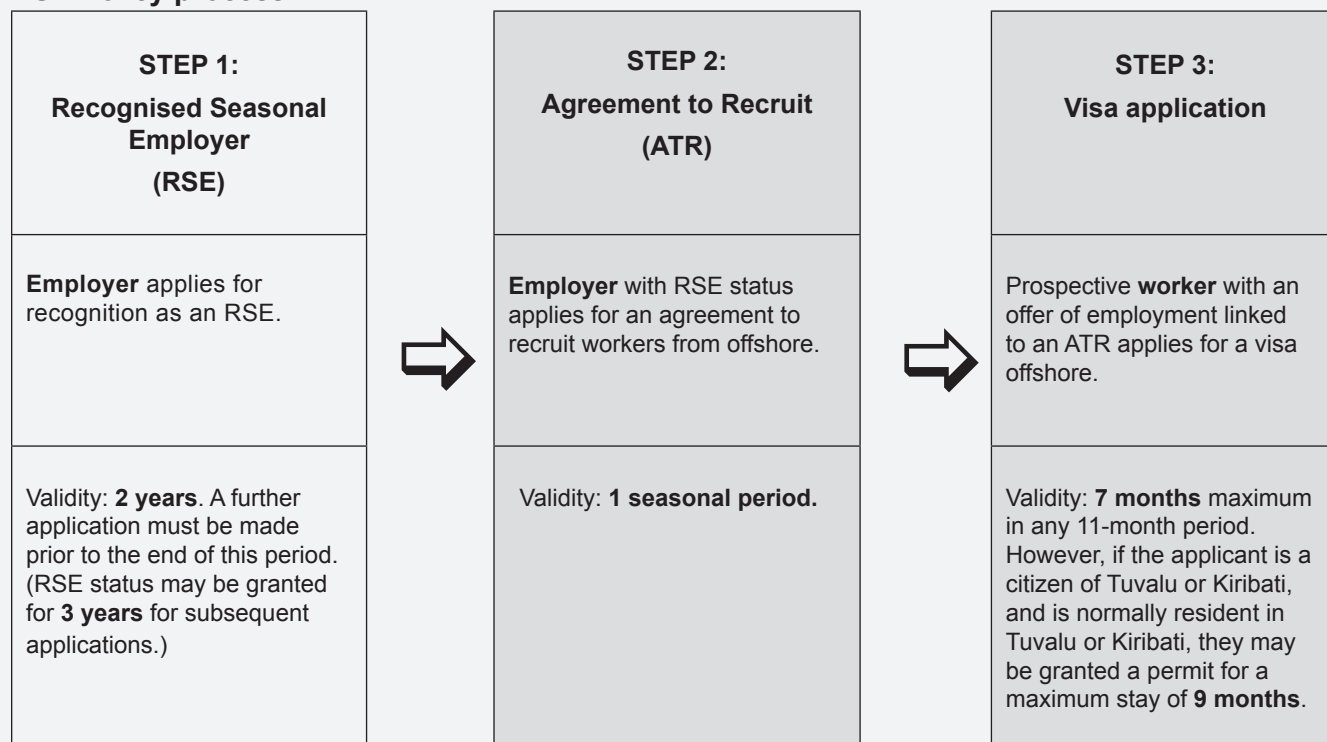 STEP 1:
Recognised Seasonal
Employer
(RSE)
Employer applies for
recognition as an RSE.
Validity: 2 years. A further
application must be made
prior to the end of this period.
(RSE status may be granted
for 3 years for subsequent
applications.)
STEP 2:
Agreement to Recruit
(ATR)
Employer with RSE status
applies for an agreement to
recruit workers from offshore.
Validity: 1 seasonal period.
STEP 3:
Visa application
Prospective worker with an
offer of employment linked
to an ATR applies for a visa
offshore.
Validity: 7 months maximum
in any 11-month period.
However, if the applicant is a
citizen of Tuvalu or Kiribati,
and is normally resident in
Tuvalu or Kiribati, they may
be granted a permit for a
maximum stay of 9 months.